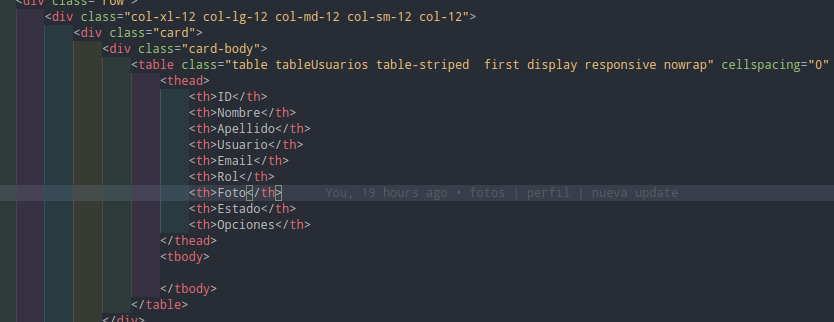 <div class="row">
<div class="col-xl-12 col-lg-12 col-md-12 col-sm-12 col-12">
<div class="card">
<div class="card-body">
<table class="table tableUsuarios table-striped  first display responsive nowrap" cellspacing="0"
<thead>
<th>ID</th>
<th>Nombre</th>
<th>Apellido</th>
<th>Usuario</th>
<th>Email</th>
<th>Rol</th>
<th>Foto</th> You, 19 hours ago • fotos | perfil | nueva update
<th>Estado</th>
<th>Opciones</th>
</thead>
<tbody>
</tbody>
</table>
</div>